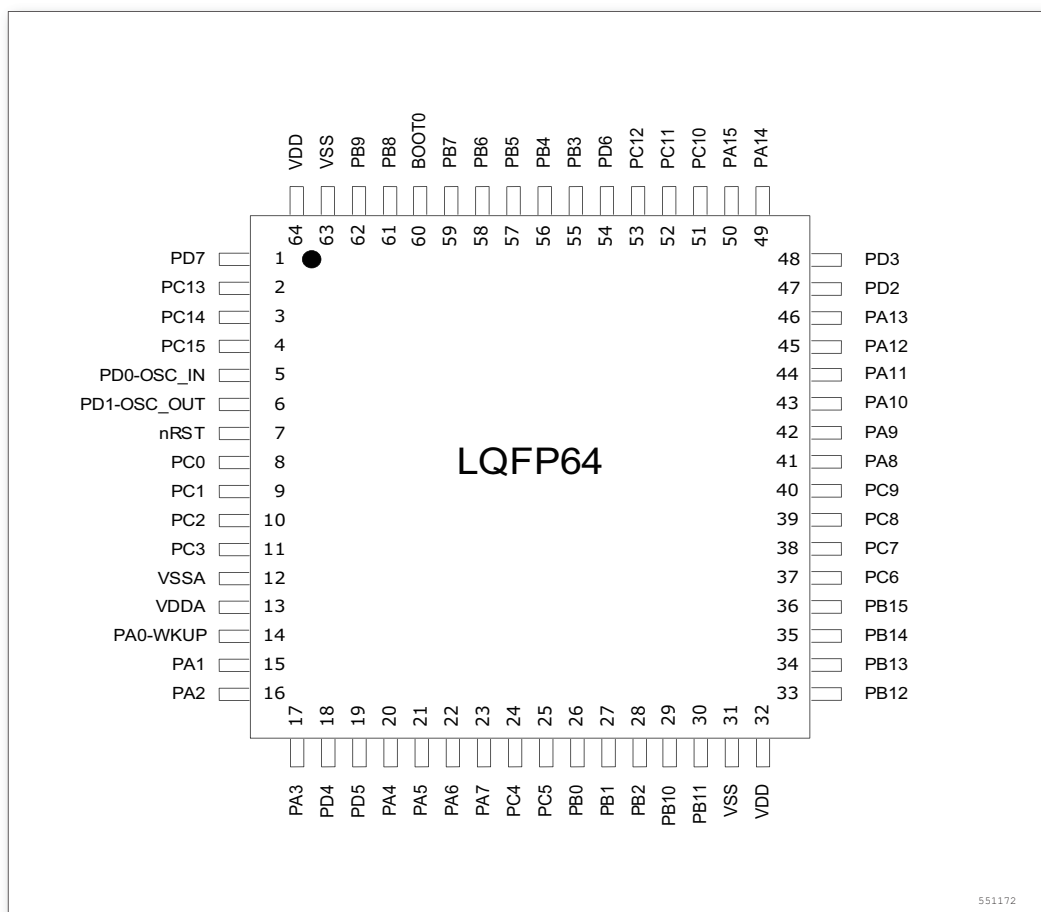 VDD VSS PB9 PB8 BOOT0 PB7 PB6 PB5 PB4 PB3 PD6 PC12 PC11 PC10 PA15 PA14
64 63 62 61 60 59 58 57 56 55 54 53 52 51 50 49
PD7 1 48 PD3
PC13 2 47 PD2
PC14 3 46 PA13
PC15 4 45 PA12
PD0-OSC_IN 5 44 PA11
PD1-OSC_OUT 6 43 PA10
nRST 7 42 PA9
PC0 8 LQFP64 41 PA8
PC1 9 40 PC9
PC2 10 39 PC8
PC3 11 38 PC7
VSSA 12 37 PC6
VDDA 13 36 PB15
PA0-WKUP 14 35 PB14
PA1 15 34 PB13
PA2 16 33 PB12
17 18 19 20 21 22 23 24 25 26 27 28 29 30 31 32
PA3 PD4 PD5 PA4 PA5 PA6 PA7 PC4 PC5 PB0 PB1 PB2 PB10 PB11 VSS VDD
551172